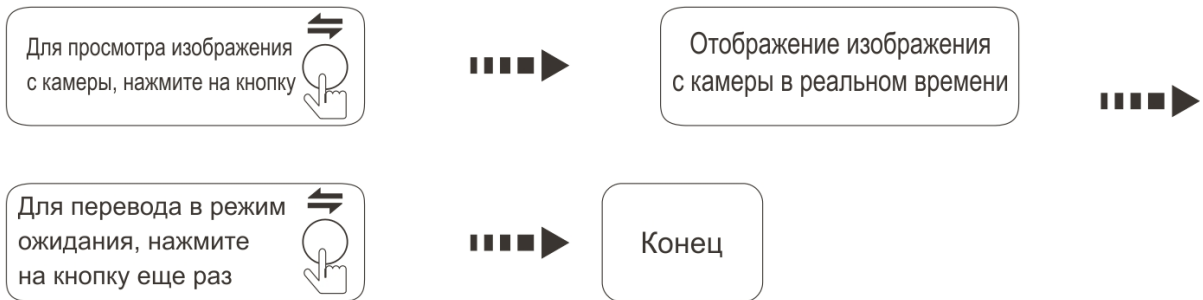 Для просмотра изображения
с камеры, нажмите на кнопку
Отображение изображения
с камеры в реальном времени
Для перевода в режим
ожидания, нажмите
на кнопку еще раз
Конец